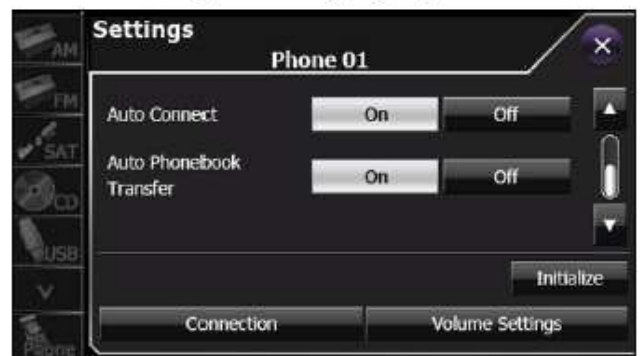 Settings
Phone 01
AM
FM
SAT
CD
USB
Phone
Auto Connect On Off
Auto Phonebook
Transfer On Off
Initialize
Connection Volume Settings